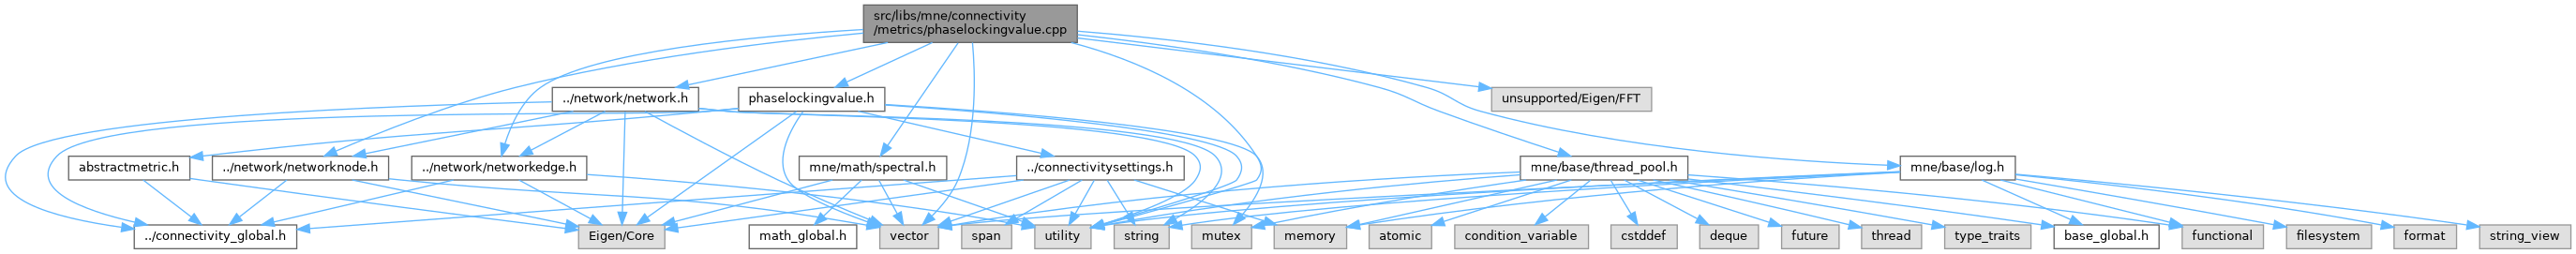 src/libs/mne/connectivity
/metrics/phaselockingvalue.cpp
../network/network.h
phaselockingvalue.h
unsupported/Eigen/FFT
abstractmetric.h
../network/networknode.h
../network/networkedge.h
mne/math/spectral.h
../connectivitysettings.h
mne/base/thread_pool.h
mne/base/log.h
../connectivity_global.h
Eigen/Core
math_global.h
vector
span
utility
string
mutex
memory
atomic
condition_variable
cstddef
deque
future
thread
type_traits
base_global.h
functional
filesystem
format
string_view